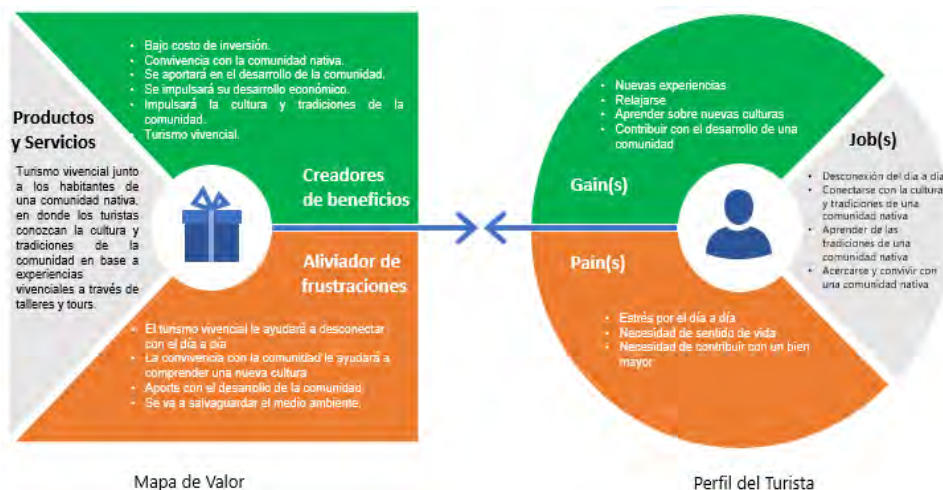 • Bajo costo de inversión.
• Convivencia con la comunidad nativa.
• Se aportará en el desarrollo de la comunidad.
• Se impulsará su desarrollo económico.
• Impulsará la cultura y tradiciones de la
comunidad.
• Turismo vivencial.
Creadores
de beneficios
Productos
y Servicios
Turismo vivencial junto
a los habitantes de
una comunidad nativa,
en donde los turistas
conozcan la cultura y
tradiciones de la
comunidad en base a
experiencias
vivenciales a través de
talleres y tours.
Aliviador de
frustraciones
• El turismo vivencial le ayudará a desconectar
con el día a día
• La convivencia con la comunidad le ayudará a
comprender una nueva cultura
• Aporte con el desarrollo de la comunidad
• Se va a salvaguardar el medio ambiente.
Mapa de Valor
• Nuevas experiencias
• Relajarse
• Aprender sobre nuevas culturas
• Contribuir con el desarrollo de una
comunidad
Gain(s)
Job(s)
• Desconexión del día a día
• Conectarse con la cultura
y tradiciones de una
comunidad nativa
• Aprender de las
tradiciones de una
comunidad nativa
• Acercarse y convivir con
una comunidad nativa
Pain(s)
• Estrés por el día a día
• Necesidad de sentido de vida
• Necesidad de contribuir con un bien
mayor
Perfil del Turista